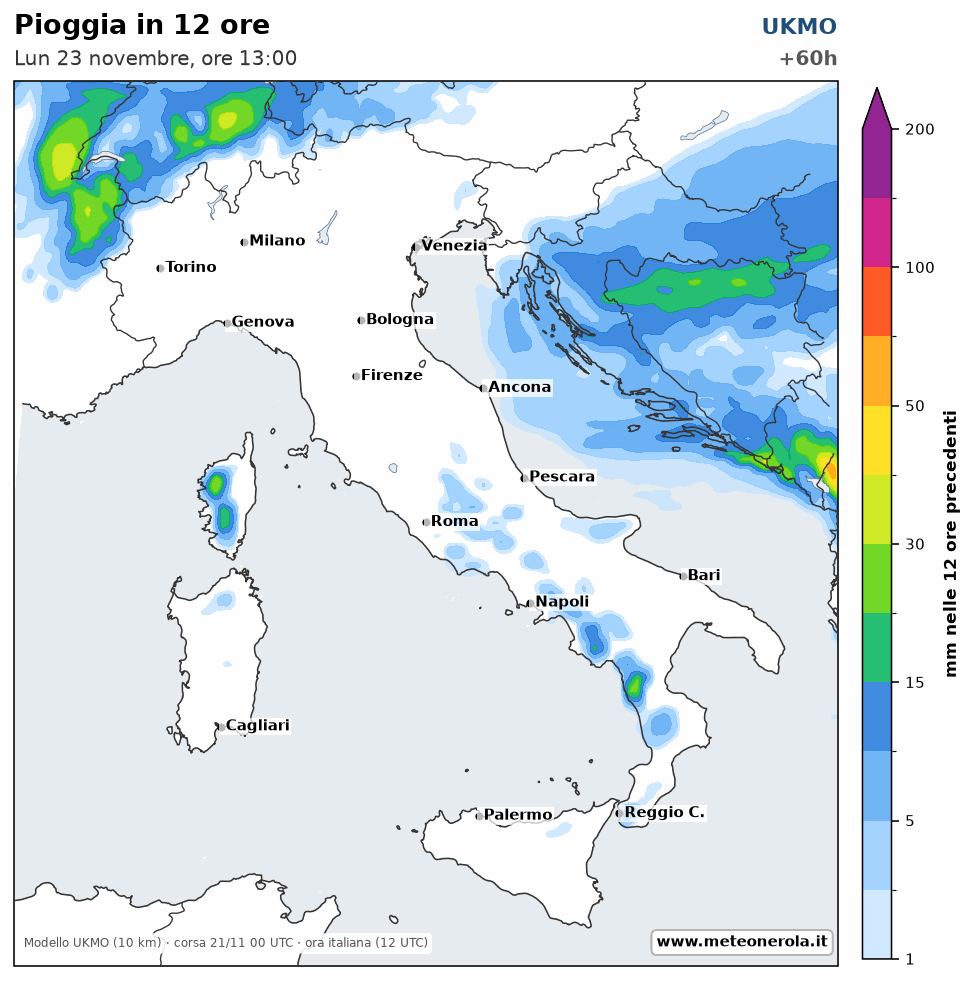 Pioggia in 12 ore
UKMO
Lun 23 novembre, ore 13:00
+60h
Milano
Venezia
Torino
Genova
Bologna
Firenze
Ancona
Pescara
Roma
Bari
Napoli
Cagliari
Palermo
Reggio C.
Modello UKMO (10 km) · corsa 21/11 00 UTC · ora italiana (12 UTC)
www.meteonerola.it
200
100
50
30
15
5
1
mm nelle 12 ore precedenti